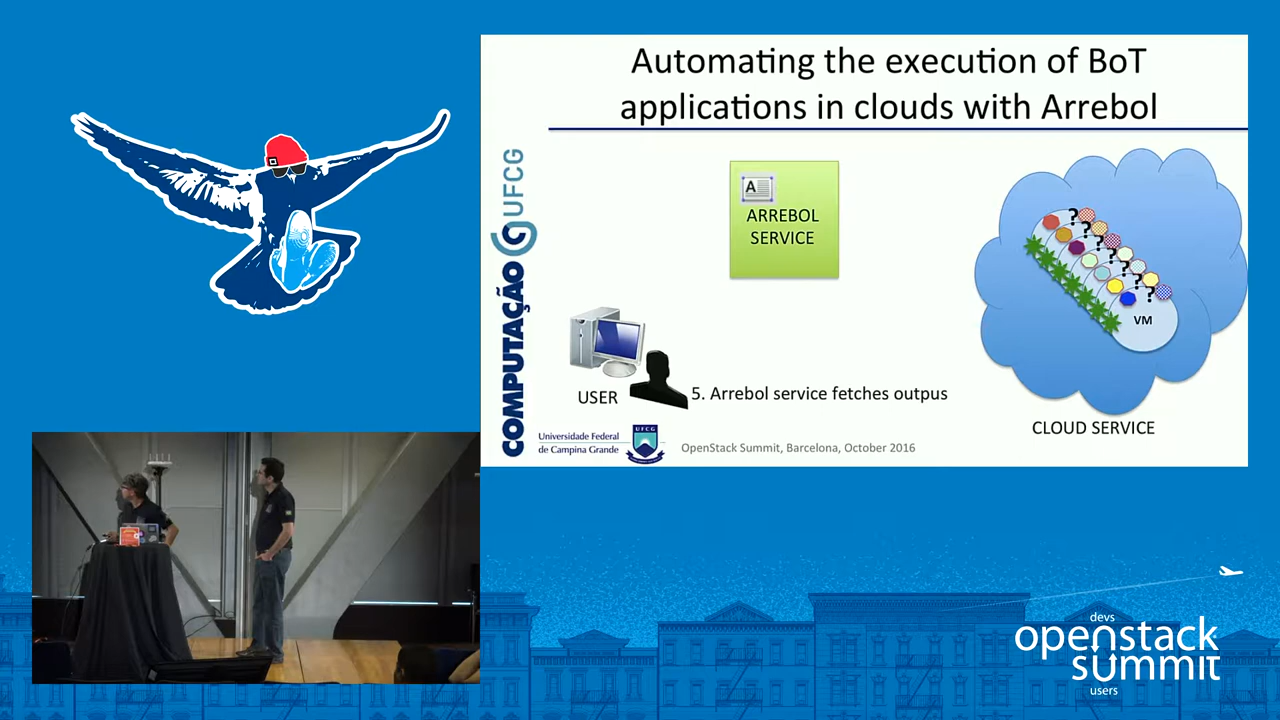 Automating the execution of BoT
applications in clouds with Arrebol
COMPUTAÇÃO UFCG
A
ARREBOL
SERVICE
?
?
?
?
?
?
?
VM
USER
5. Arrebol service fetches outpus
CLOUD SERVICE
Universidade Federal
de Campina Grande
UFCG
OpenStack Summit, Barcelona, October 2016
devs
openstack
summit
users